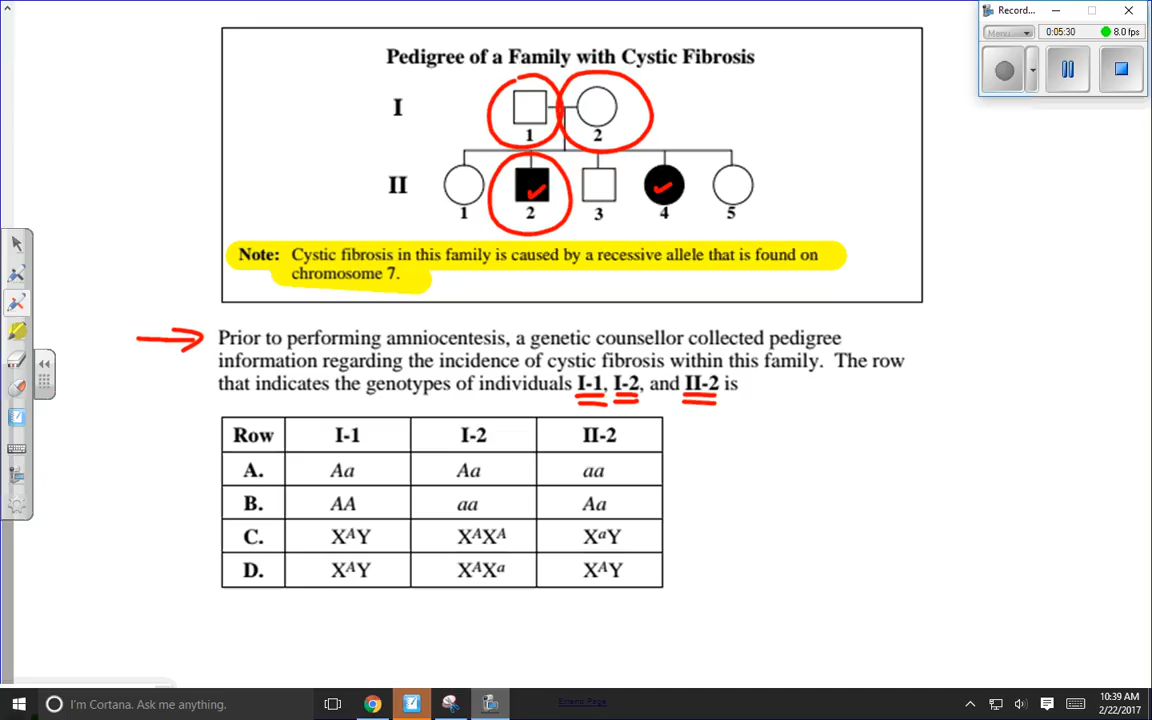 Record...
Menu
0:05:30
8.0 fps
Pedigree of a Family with Cystic Fibrosis
I
1
2
II
1
2
3
4
5
Note: Cystic fibrosis in this family is caused by a recessive allele that is found on
chromosome 7.
Prior to performing amniocentesis, a genetic counsellor collected pedigree
information regarding the incidence of cystic fibrosis within this family. The row
that indicates the genotypes of individuals I-1, I-2, and II-2 is
Row I-1 I-2 II-2
A. Aa Aa aa
B. AA aa Aa
C. XᴬY XᴬXᴬ XᵃY
D. XᴬY XᴬXᵃ XᴬY
Extend Page
I'm Cortana. Ask me anything.
10:39 AM
2/22/2017